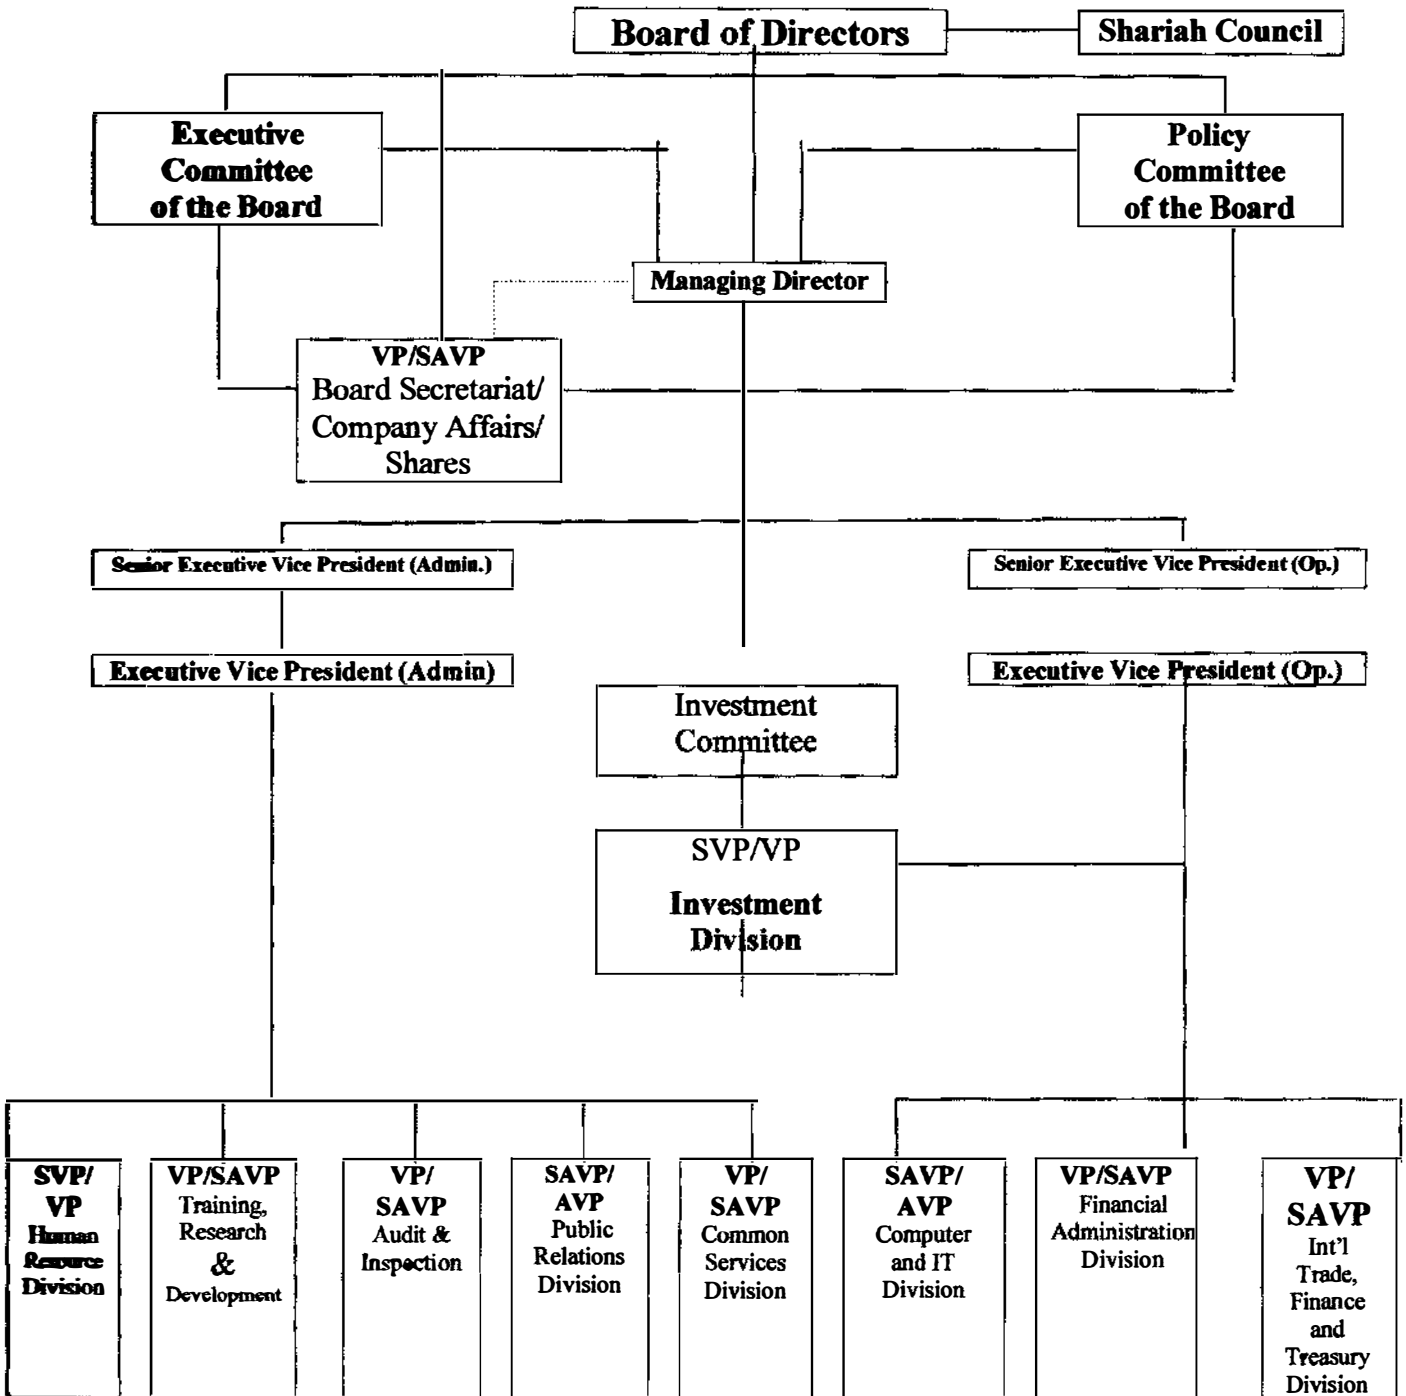 Board of Directors
Shariah Council
Executive
Committee
of the Board
Policy
Committee
of the Board
Managing Director
VP/SAVP
Board Secretariat/
Company Affairs/
Shares
Senior Executive Vice President (Admin.)
Senior Executive Vice President (Op.)
Executive Vice President (Admin)
Executive Vice President (Op.)
Investment
Committee
SVP/VP
Investment
Division
SVP/
VP
Human
Resource
Division
VP/SAVP
Training,
Research
&
Development
VP/
SAVP
Audit &
Inspection
SAVP/
AVP
Public
Relations
Division
VP/
SAVP
Common
Services
Division
SAVP/
AVP
Computer
and IT
Division
VP/SAVP
Financial
Administration
Division
VP/
SAVP
Int'l
Trade,
Finance
and
Treasury
Division